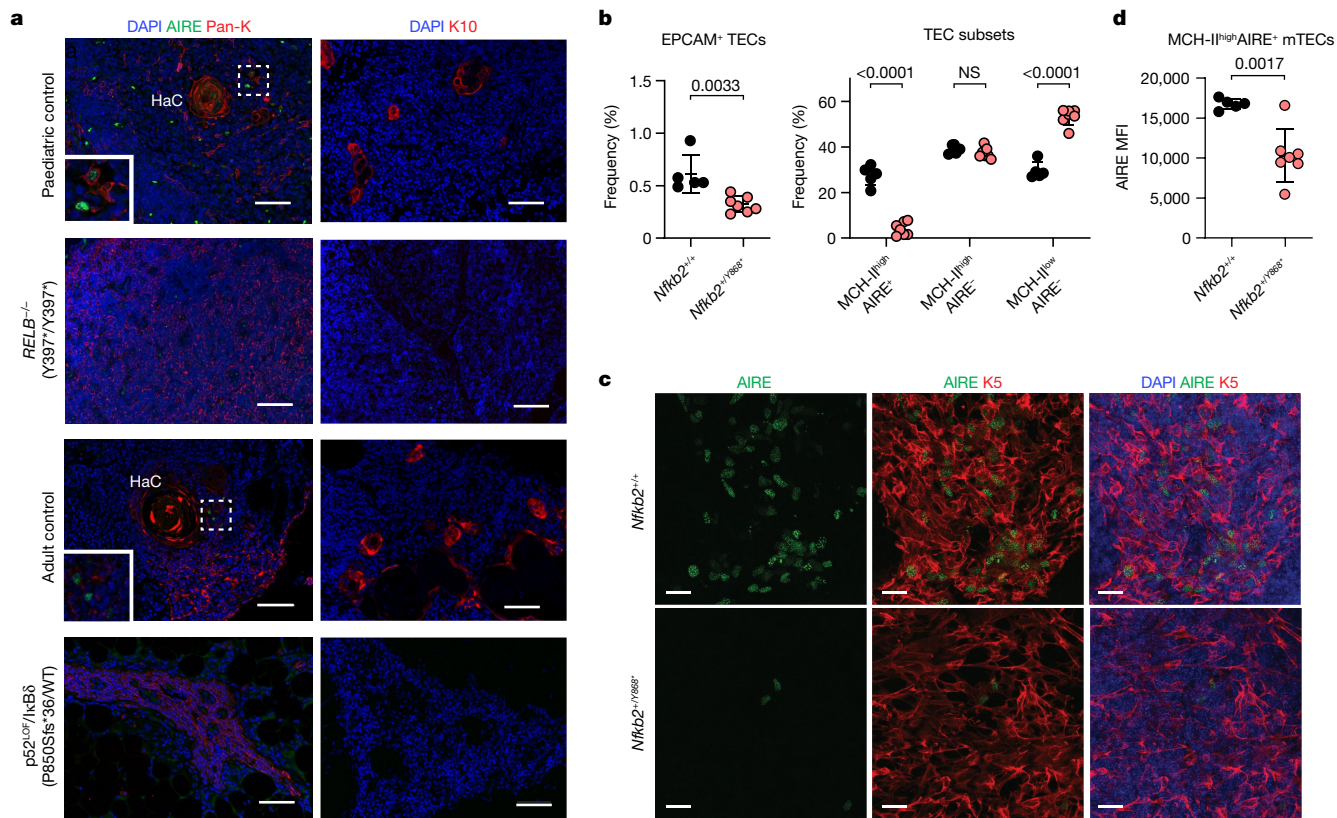 a
DAPI AIRE Pan-K
DAPI K10
Paediatric control
HaC
RELB–/–
(Y397*/Y397*)
Adult control
HaC
p52LOF/IκBδ
(P850Sfs*36/WT)
b
EPCAM+ TECs
Frequency (%)
1.5
1.0
0.5
0
0.0033
Nfkb2+/+
Nfkb2+/Y868*
TEC subsets
Frequency (%)
60
40
20
0
<0.0001
NS
<0.0001
MCH-IIhigh
AIRE+
MCH-IIhigh
AIRE–
MCH-IIlow
AIRE–
d
MCH-IIhighAIRE+ mTECs
AIRE MFI
20,000
15,000
10,000
5,000
0
0.0017
Nfkb2+/+
Nfkb2+/Y868*
c
AIRE
AIRE K5
DAPI AIRE K5
Nfkb2+/+
Nfkb2+/Y868*